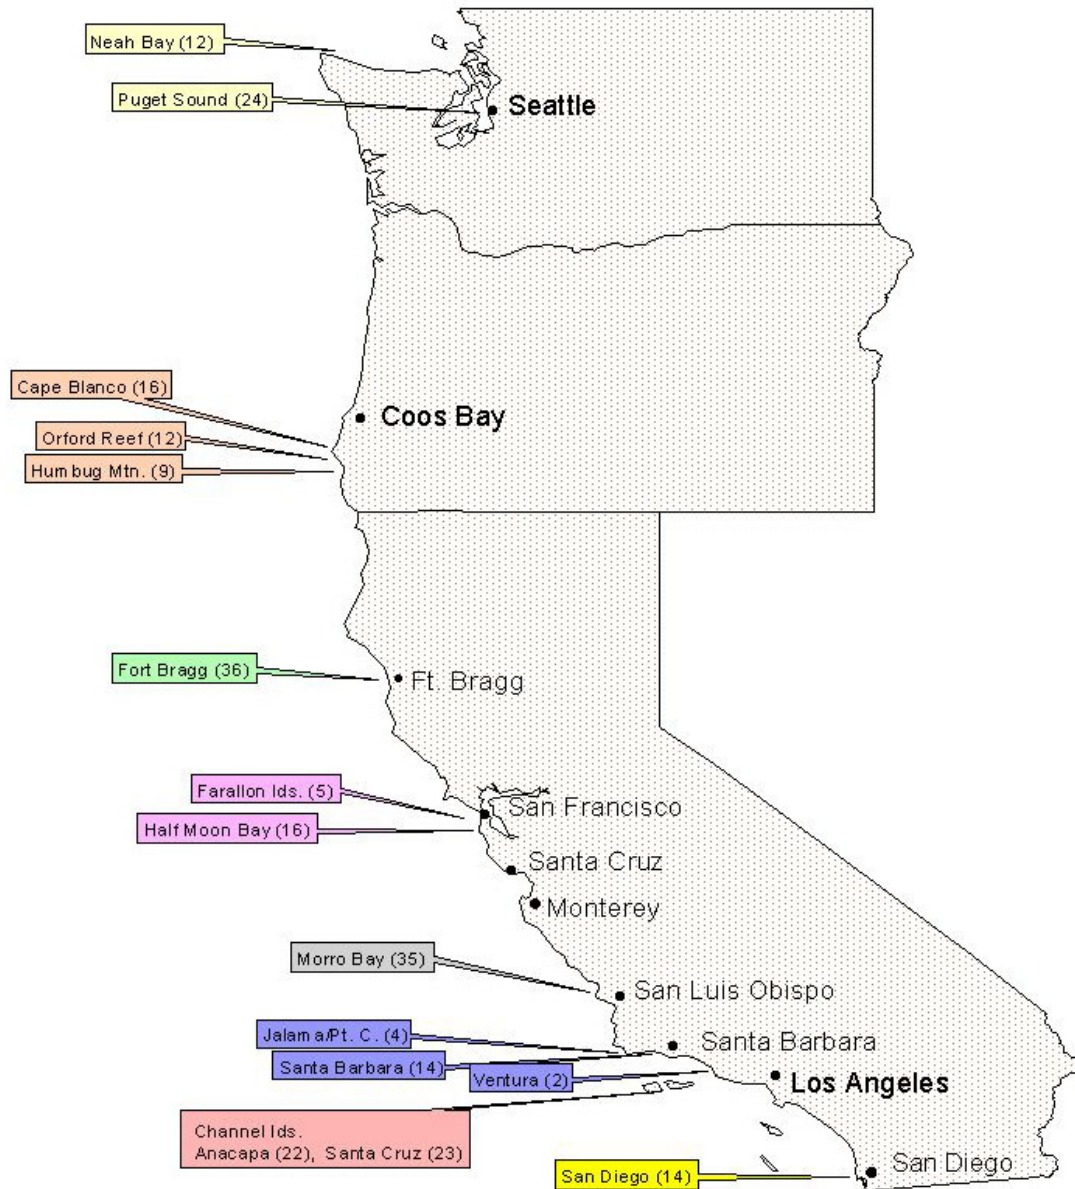 Neah Bay (12)
Puget Sound (24)
Seattle
Cape Blanco (16)
Coos Bay
Orford Reef (12)
Humbug Mtn. (9)
Fort Bragg (36)
Ft. Bragg
Farallon Ids. (5)
San Francisco
Half Moon Bay (16)
Santa Cruz
Monterey
Morro Bay (35)
San Luis Obispo
Jalama/Pt. C. (4)
Santa Barbara
Santa Barbara (14)
Ventura (2)
Los Angeles
Channel Ids.
Anacapa (22), Santa Cruz (23)
San Diego
San Diego (14)